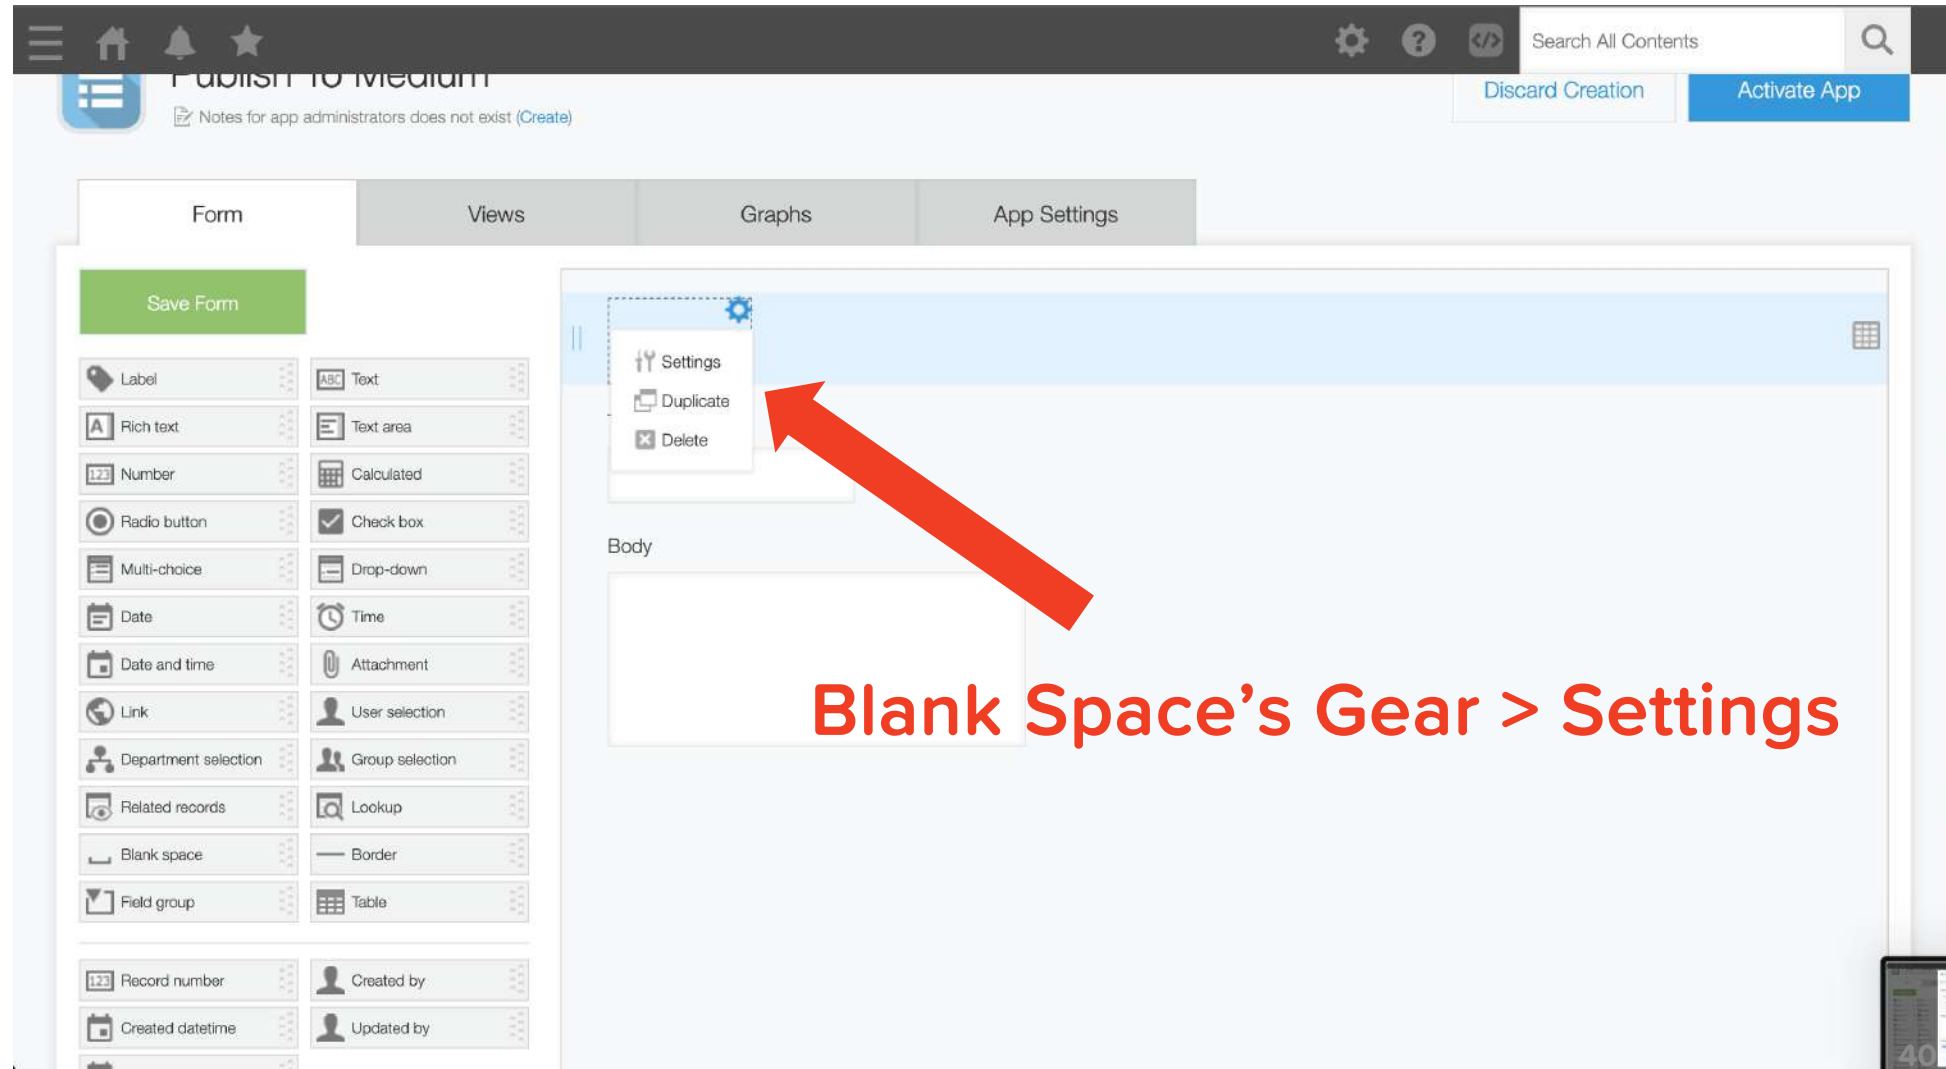 Search All Contents
Publish To Medium
Notes for app administrators does not exist (Create)
Discard Creation
Activate App
Form
Views
Graphs
App Settings
Save Form
Label
Text
Rich text
Text area
Number
Calculated
Radio button
Check box
Multi-choice
Drop-down
Date
Time
Date and time
Attachment
Link
User selection
Department selection
Group selection
Related records
Lookup
Blank space
Border
Field group
Table
Record number
Created by
Created datetime
Updated by
Settings
Duplicate
Delete
Body
Blank Space’s Gear > Settings
40